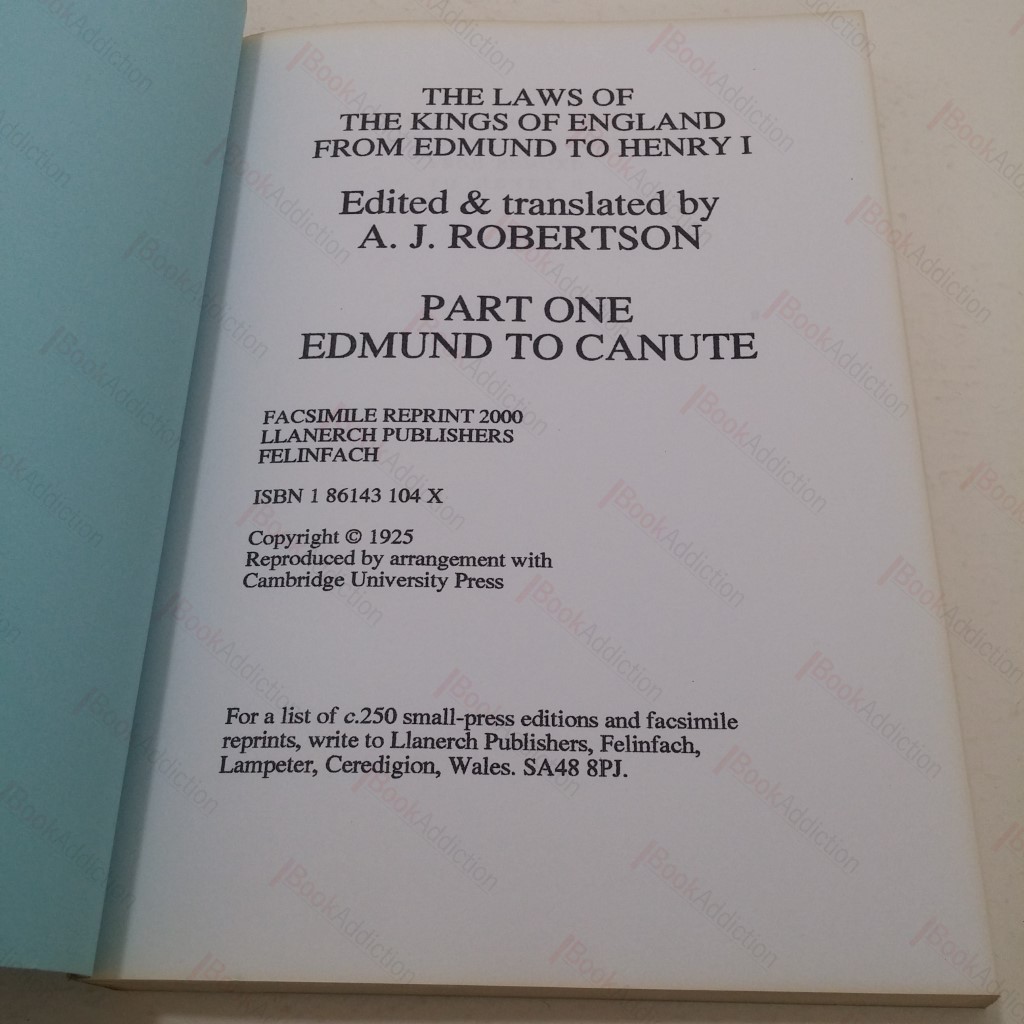 THE LAWS OF
THE KINGS OF ENGLAND
FROM EDMUND TO HENRY I
Edited & translated by
A. J. ROBERTSON
PART ONE
EDMUND TO CANUTE
FACSIMILE REPRINT 2000
LLANERCH PUBLISHERS
FELINFACH
ISBN 1 86143 104 X
Copyright © 1925
Reproduced by arrangement with
Cambridge University Press
For a list of c.250 small-press editions and facsimile
reprints, write to Llanerch Publishers, Felinfach,
Lampeter, Ceredigion, Wales. SA48 8PJ.
BookAddiction